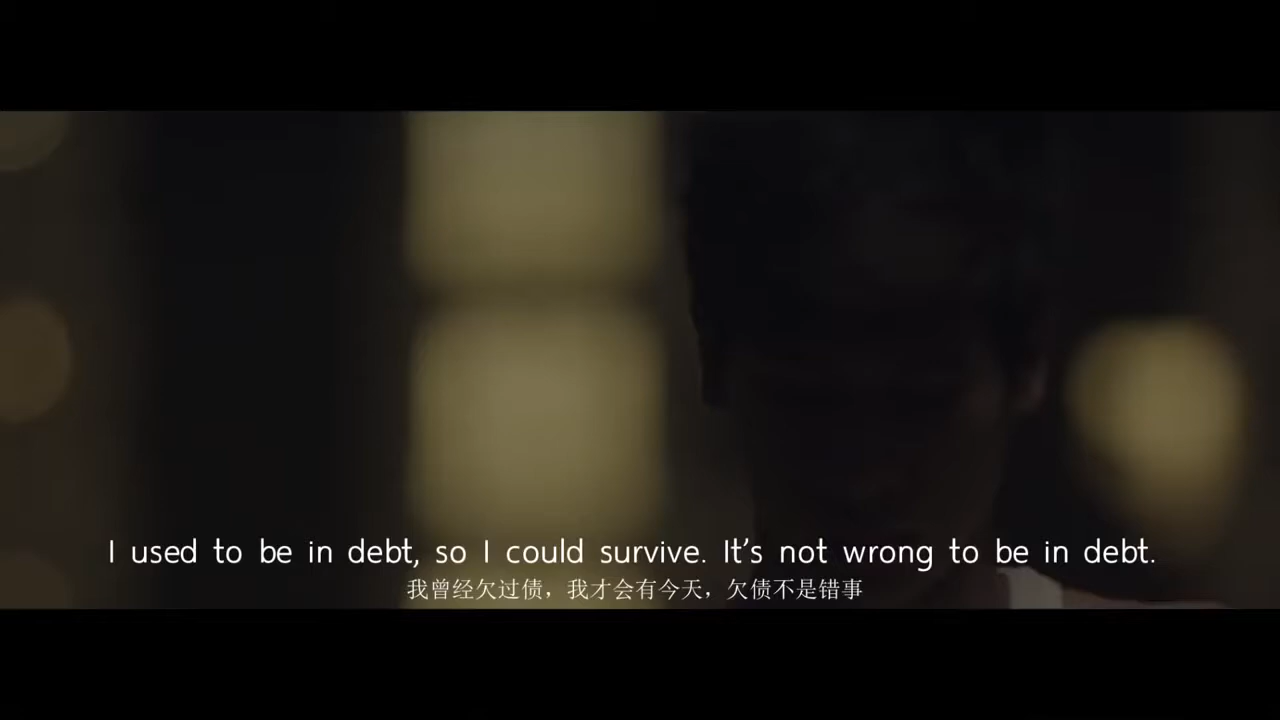 I used to be in debt, so I could survive. It's not wrong to be in debt.
我曾经欠过债，我才会有今天，欠债不是错事